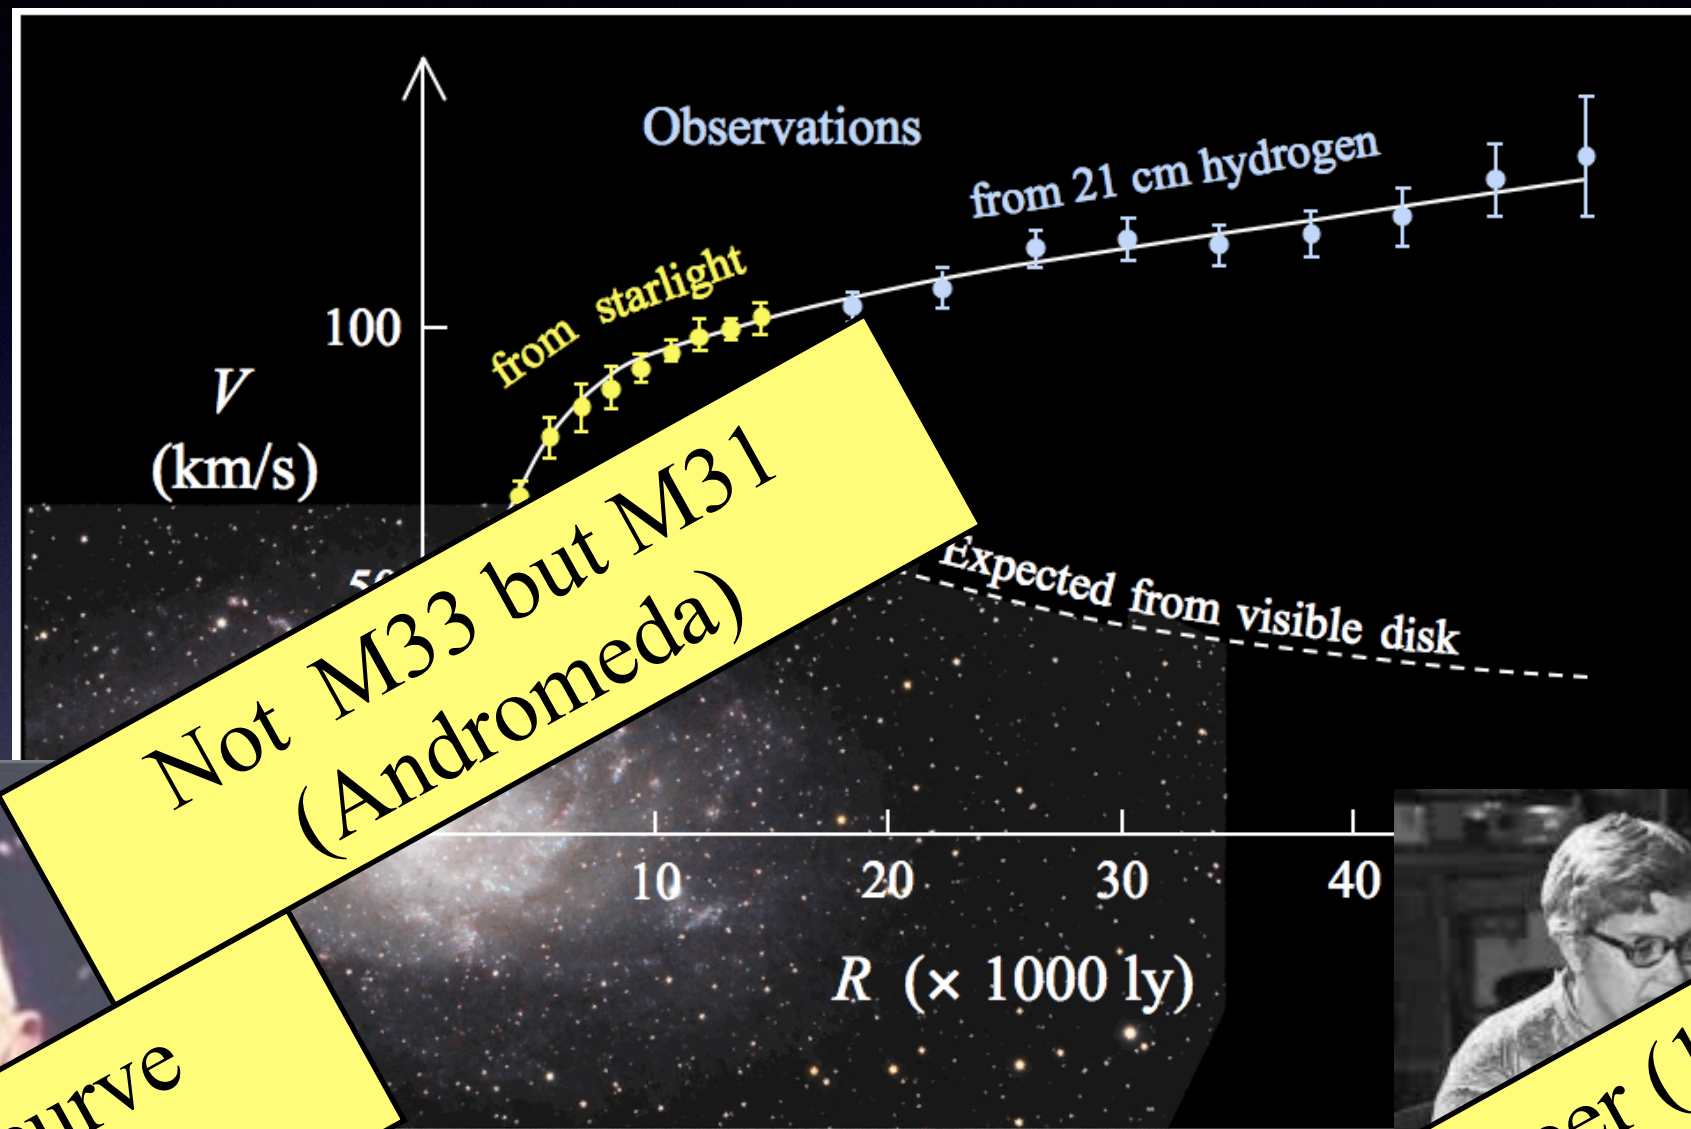 Observations
from 21 cm hydrogen
from starlight
100
V
(km/s)
Expected from visible disk
Not M33 but M31
(Andromeda)
10
20
30
40
R (× 1000 ly)